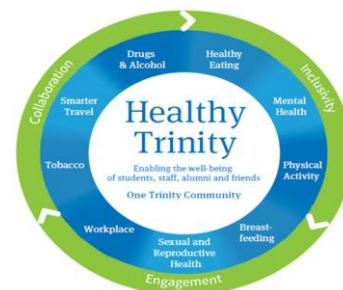 Healthy
Trinity
Enabling the well-being
of students, staff, alumni and friends
One Trinity Community
Drugs
& Alcohol
Healthy
Eating
Mental
Health
Physical
Activity
Breast-
feeding
Sexual and
Reproductive
Health
Workplace
Tobacco
Smarter
Travel
Collaboration
Inclusivity
Engagement